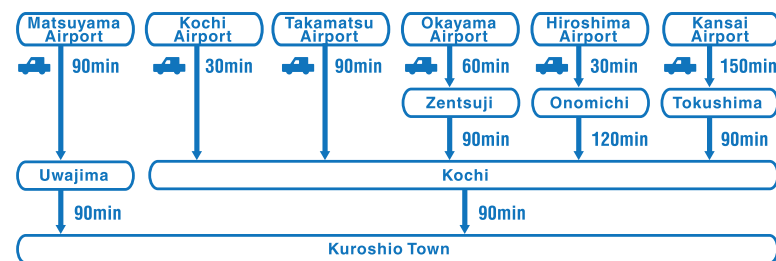 Matsuyama
Airport
Kochi
Airport
Takamatsu
Airport
Okayama
Airport
Hiroshima
Airport
Kansai
Airport
90min
30min
90min
60min
30min
150min
Zentsuji
Onomichi
Tokushima
90min
120min
90min
Uwajima
Kochi
90min
90min
Kuroshio Town